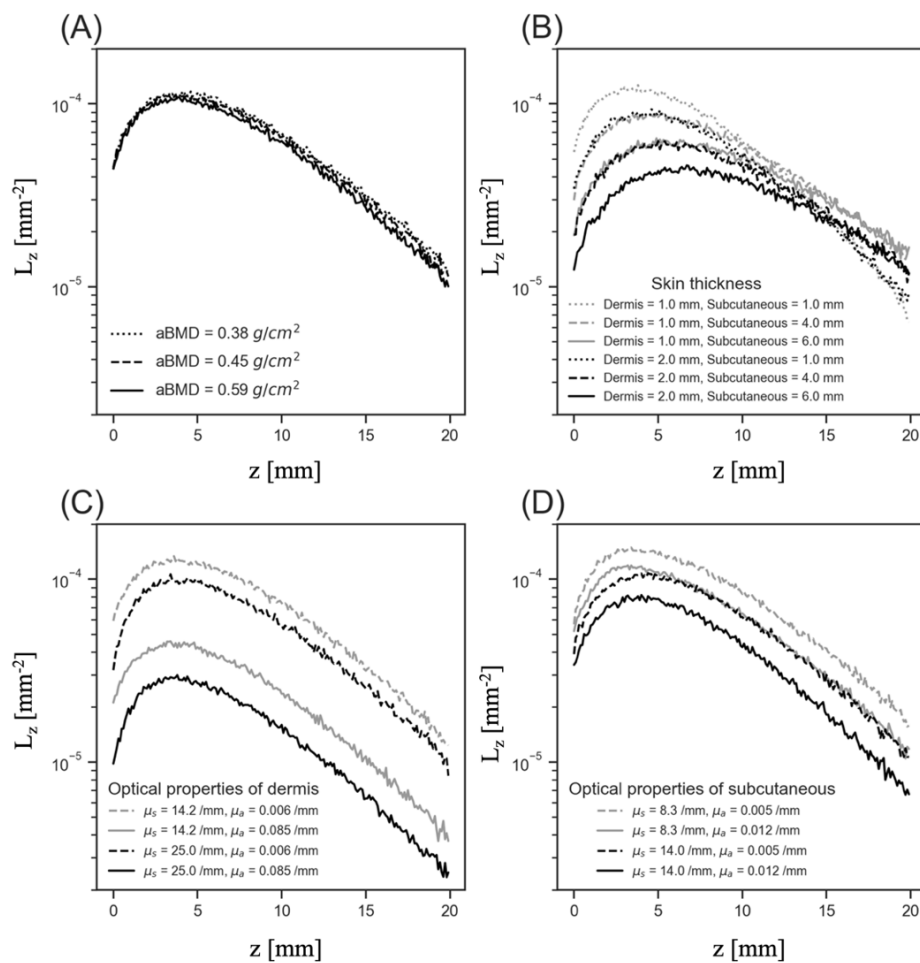 (A)
10⁻⁴
10⁻⁵
L_z [mm⁻²]
aBMD = 0.38 g/cm²
aBMD = 0.45 g/cm²
aBMD = 0.59 g/cm²
0 5 10 15 20
z [mm]
(B)
10⁻⁴
10⁻⁵
L_z [mm⁻²]
Skin thickness
Dermis = 1.0 mm, Subcutaneous = 1.0 mm
Dermis = 1.0 mm, Subcutaneous = 4.0 mm
Dermis = 1.0 mm, Subcutaneous = 6.0 mm
Dermis = 2.0 mm, Subcutaneous = 1.0 mm
Dermis = 2.0 mm, Subcutaneous = 4.0 mm
Dermis = 2.0 mm, Subcutaneous = 6.0 mm
0 5 10 15 20
z [mm]
(C)
10⁻⁴
10⁻⁵
L_z [mm⁻²]
Optical properties of dermis
μ_s = 14.2 /mm, μ_a = 0.006 /mm
μ_s = 14.2 /mm, μ_a = 0.085 /mm
μ_s = 25.0 /mm, μ_a = 0.006 /mm
μ_s = 25.0 /mm, μ_a = 0.085 /mm
0 5 10 15 20
z [mm]
(D)
10⁻⁴
10⁻⁵
L_z [mm⁻²]
Optical properties of subcutaneous
μ_s = 8.3 /mm, μ_a = 0.005 /mm
μ_s = 8.3 /mm, μ_a = 0.012 /mm
μ_s = 14.0 /mm, μ_a = 0.005 /mm
μ_s = 14.0 /mm, μ_a = 0.012 /mm
0 5 10 15 20
z [mm]